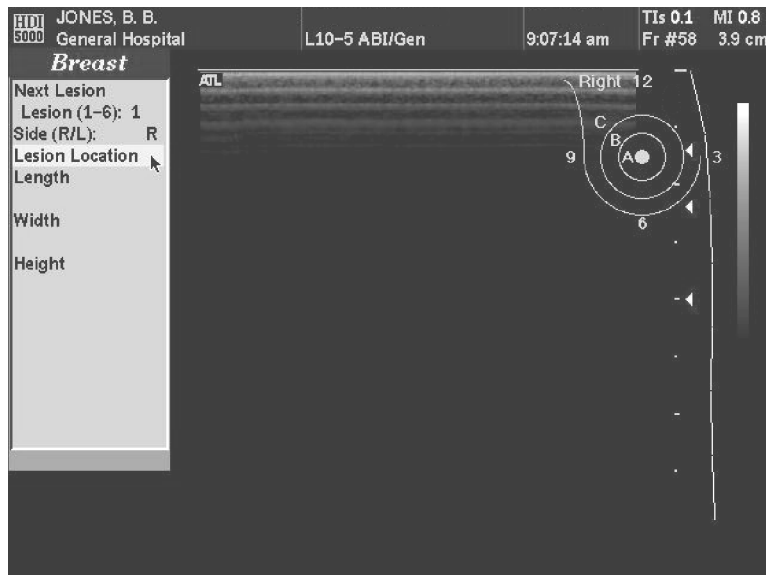 HDI 5000
JONES, B. B.
General Hospital
L10-5 ABI/Gen
9:07:14 am
TIs 0.1
MI 0.8
Fr #58
3.9 cm
Breast
Next Lesion
Lesion (1-6): 1
Side (R/L): R
Lesion Location
Length
Width
Height
ATL
Right 12
C
B
A
9
3
6